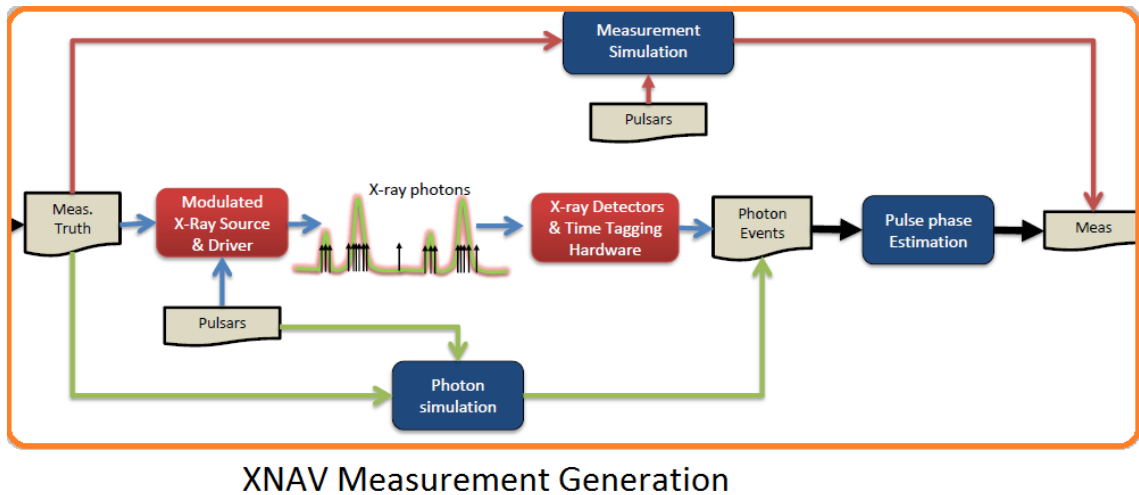 Measurement
Simulation
Pulsars
Meas.
Truth
Modulated
X-Ray Source
& Driver
X-ray photons
X-ray Detectors
& Time Tagging
Hardware
Photon
Events
Pulse phase
Estimation
Meas
Pulsars
Photon
simulation
XNAV Measurement Generation